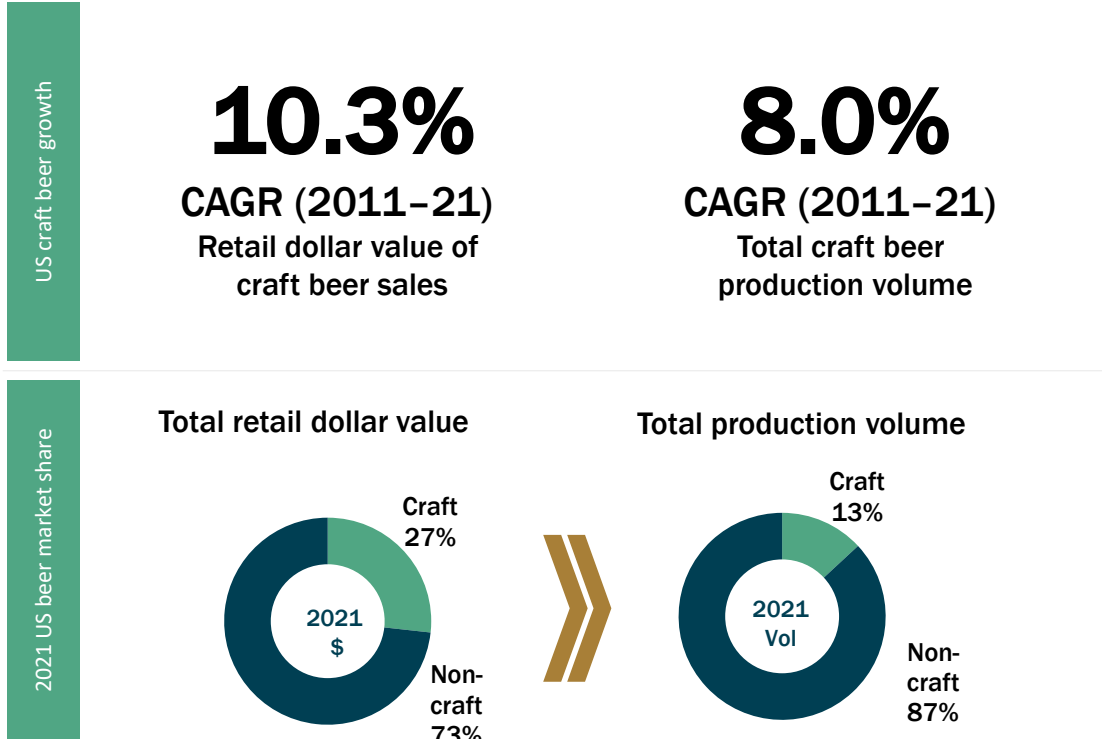 US craft beer growth
10.3%
CAGR (2011–21)
Retail dollar value of
craft beer sales
8.0%
CAGR (2011–21)
Total craft beer
production volume
2021 US beer market share
Total retail dollar value
Craft
27%
2021
$
Non-
craft
73%
Total production volume
Craft
13%
2021
Vol
Non-
craft
87%